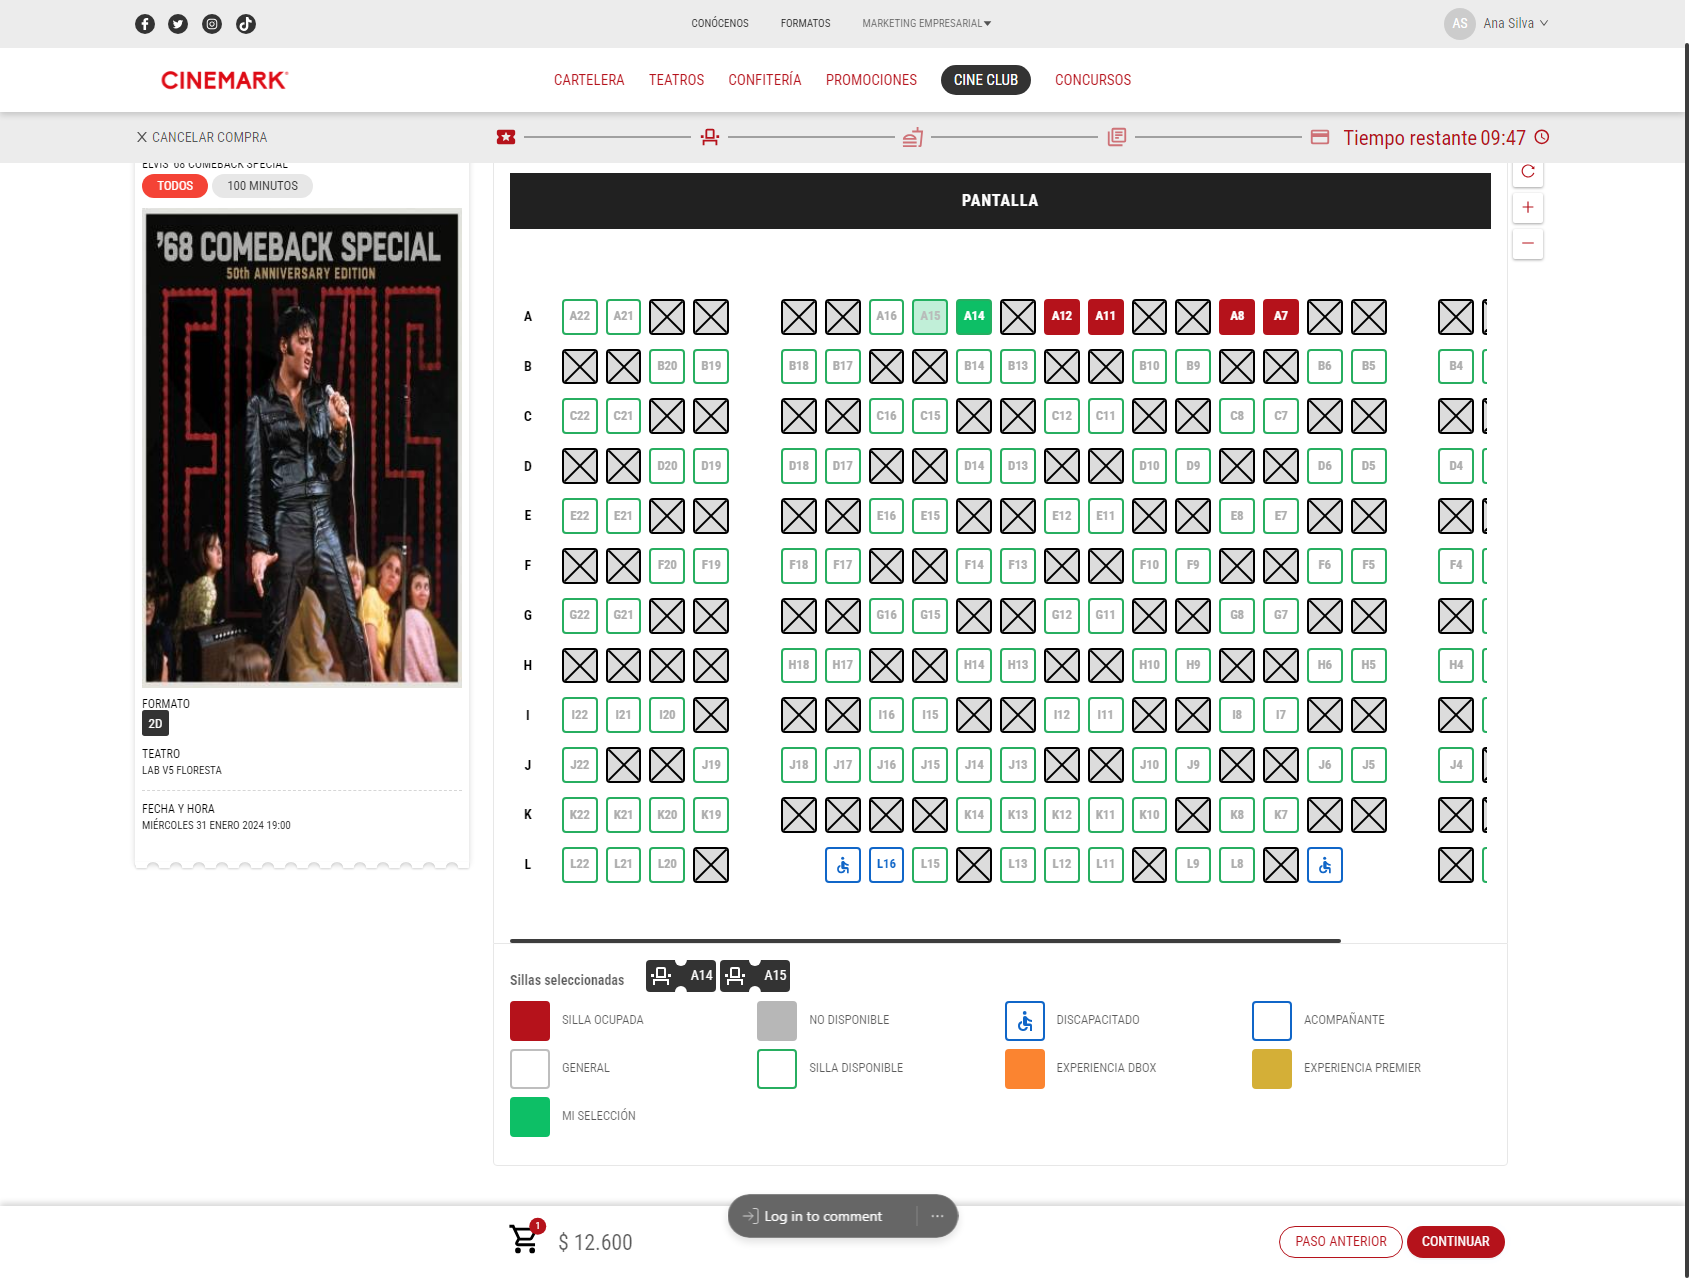 CONÓCENOS FORMATOS MARKETING EMPRESARIAL AS Ana Silva
CINEMARK CARTELERA TEATROS CONFITERÍA PROMOCIONES CINE CLUB CONCURSOS
CANCELAR COMPRA Tiempo restante 09:47
ELVIS '68 COMEBACK SPECIAL
TODOS 100 MINUTOS
'68 COMEBACK SPECIAL
50th ANNIVERSARY EDITION
ELVIS
FORMATO
2D
TEATRO
LAB V5 FLORESTA
FECHA Y HORA
MIÉRCOLES 31 ENERO 2024 19:00
PANTALLA
A A22 A21 A16 A15 A14 A12 A11 A8 A7
B B20 B19 B18 B17 B14 B13 B10 B9 B6 B5 B4
C C22 C21 C16 C15 C12 C11 C8 C7
D D20 D19 D18 D17 D14 D13 D10 D9 D6 D5 D4
E E22 E21 E16 E15 E12 E11 E8 E7
F F20 F19 F18 F17 F14 F13 F10 F9 F6 F5 F4
G G22 G21 G16 G15 G12 G11 G8 G7
H H18 H17 H14 H13 H10 H9 H6 H5 H4
I I22 I21 I20 I16 I15 I12 I11 I8 I7
J J22 J19 J18 J17 J16 J15 J14 J13 J10 J9 J6 J5 J4
K K22 K21 K20 K19 K14 K13 K12 K11 K10 K8 K7
L L22 L21 L20 L16 L15 L13 L12 L11 L9 L8
Sillas seleccionadas A14 A15
SILLA OCUPADA NO DISPONIBLE DISCAPACITADO ACOMPAÑANTE
GENERAL SILLA DISPONIBLE EXPERIENCIA DBOX EXPERIENCIA PREMIER
MI SELECCIÓN
Log in to comment
1 $ 12.600 PASO ANTERIOR CONTINUAR